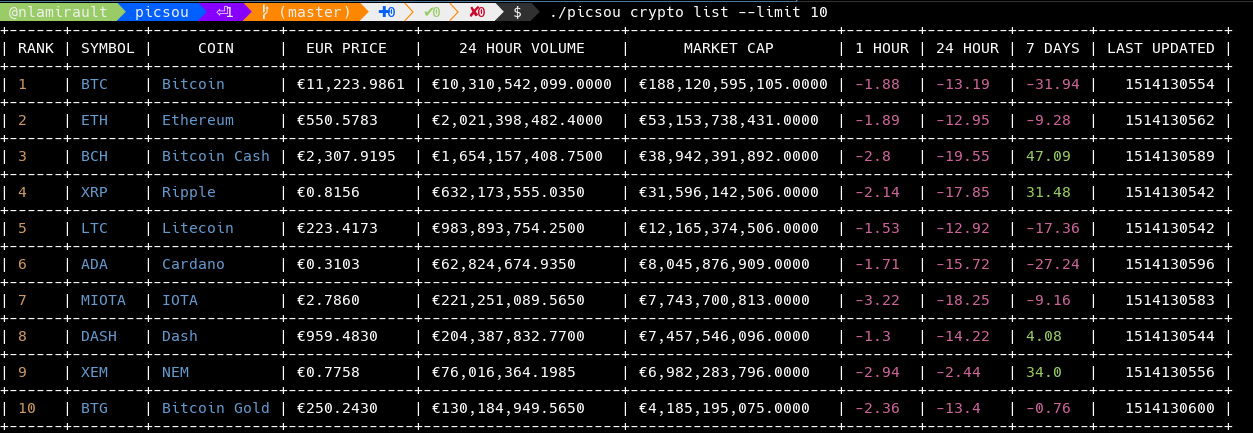 @nlamirault picsou ⏎1 (master) ✚0 ✔0 ✘0 $ ./picsou crypto list --limit 10
| RANK | SYMBOL | COIN | EUR PRICE | 24 HOUR VOLUME | MARKET CAP | 1 HOUR | 24 HOUR | 7 DAYS | LAST UPDATED |
| 1 | BTC | Bitcoin | €11,223.9861 | €10,310,542,099.0000 | €188,120,595,105.0000 | -1.88 | -13.19 | -31.94 | 1514130554 |
| 2 | ETH | Ethereum | €550.5783 | €2,021,398,482.4000 | €53,153,738,431.0000 | -1.89 | -12.95 | -9.28 | 1514130562 |
| 3 | BCH | Bitcoin Cash | €2,307.9195 | €1,654,157,408.7500 | €38,942,391,892.0000 | -2.8 | -19.55 | 47.09 | 1514130589 |
| 4 | XRP | Ripple | €0.8156 | €632,173,555.0350 | €31,596,142,506.0000 | -2.14 | -17.85 | 31.48 | 1514130542 |
| 5 | LTC | Litecoin | €223.4173 | €983,893,754.2500 | €12,165,374,506.0000 | -1.53 | -12.92 | -17.36 | 1514130542 |
| 6 | ADA | Cardano | €0.3103 | €62,824,674.9350 | €8,045,876,909.0000 | -1.71 | -15.72 | -27.24 | 1514130596 |
| 7 | MIOTA | IOTA | €2.7860 | €221,251,089.5650 | €7,743,700,813.0000 | -3.22 | -18.25 | -9.16 | 1514130583 |
| 8 | DASH | Dash | €959.4830 | €204,387,832.7700 | €7,457,546,096.0000 | -1.3 | -14.22 | 4.08 | 1514130544 |
| 9 | XEM | NEM | €0.7758 | €76,016,364.1985 | €6,982,283,796.0000 | -2.94 | -2.44 | 34.0 | 1514130556 |
| 10 | BTG | Bitcoin Gold | €250.2430 | €130,184,949.5650 | €4,185,195,075.0000 | -2.36 | -13.4 | -0.76 | 1514130600 |